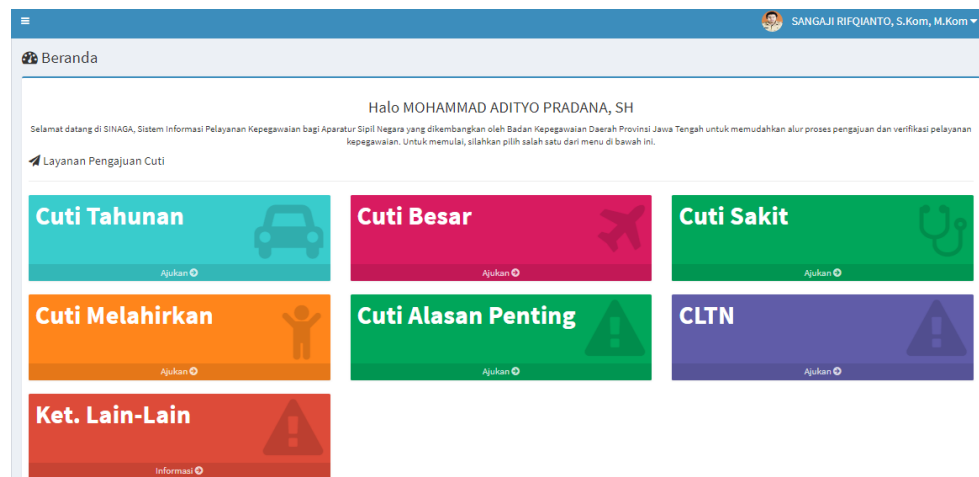 SANGAJI RIFQIANTO, S.Kom, M.Kom
Beranda
Halo MOHAMMAD ADITYO PRADANA, SH
Selamat datang di SINAGA, Sistem Informasi Pelayanan Kepegawaian bagi Aparatur Sipil Negara yang dikembangkan oleh Badan Kepegawaian Daerah Provinsi Jawa Tengah untuk memudahkan alur proses pengajuan dan verifikasi pelayanan
kepegawaian. Untuk memulai, silahkan pilih salah satu dari menu di bawah ini.
Layanan Pengajuan Cuti
Cuti Tahunan
Ajukan
Cuti Besar
Ajukan
Cuti Sakit
Ajukan
Cuti Melahirkan
Ajukan
Cuti Alasan Penting
Ajukan
CLTN
Ajukan
Ket. Lain-Lain
Informasi